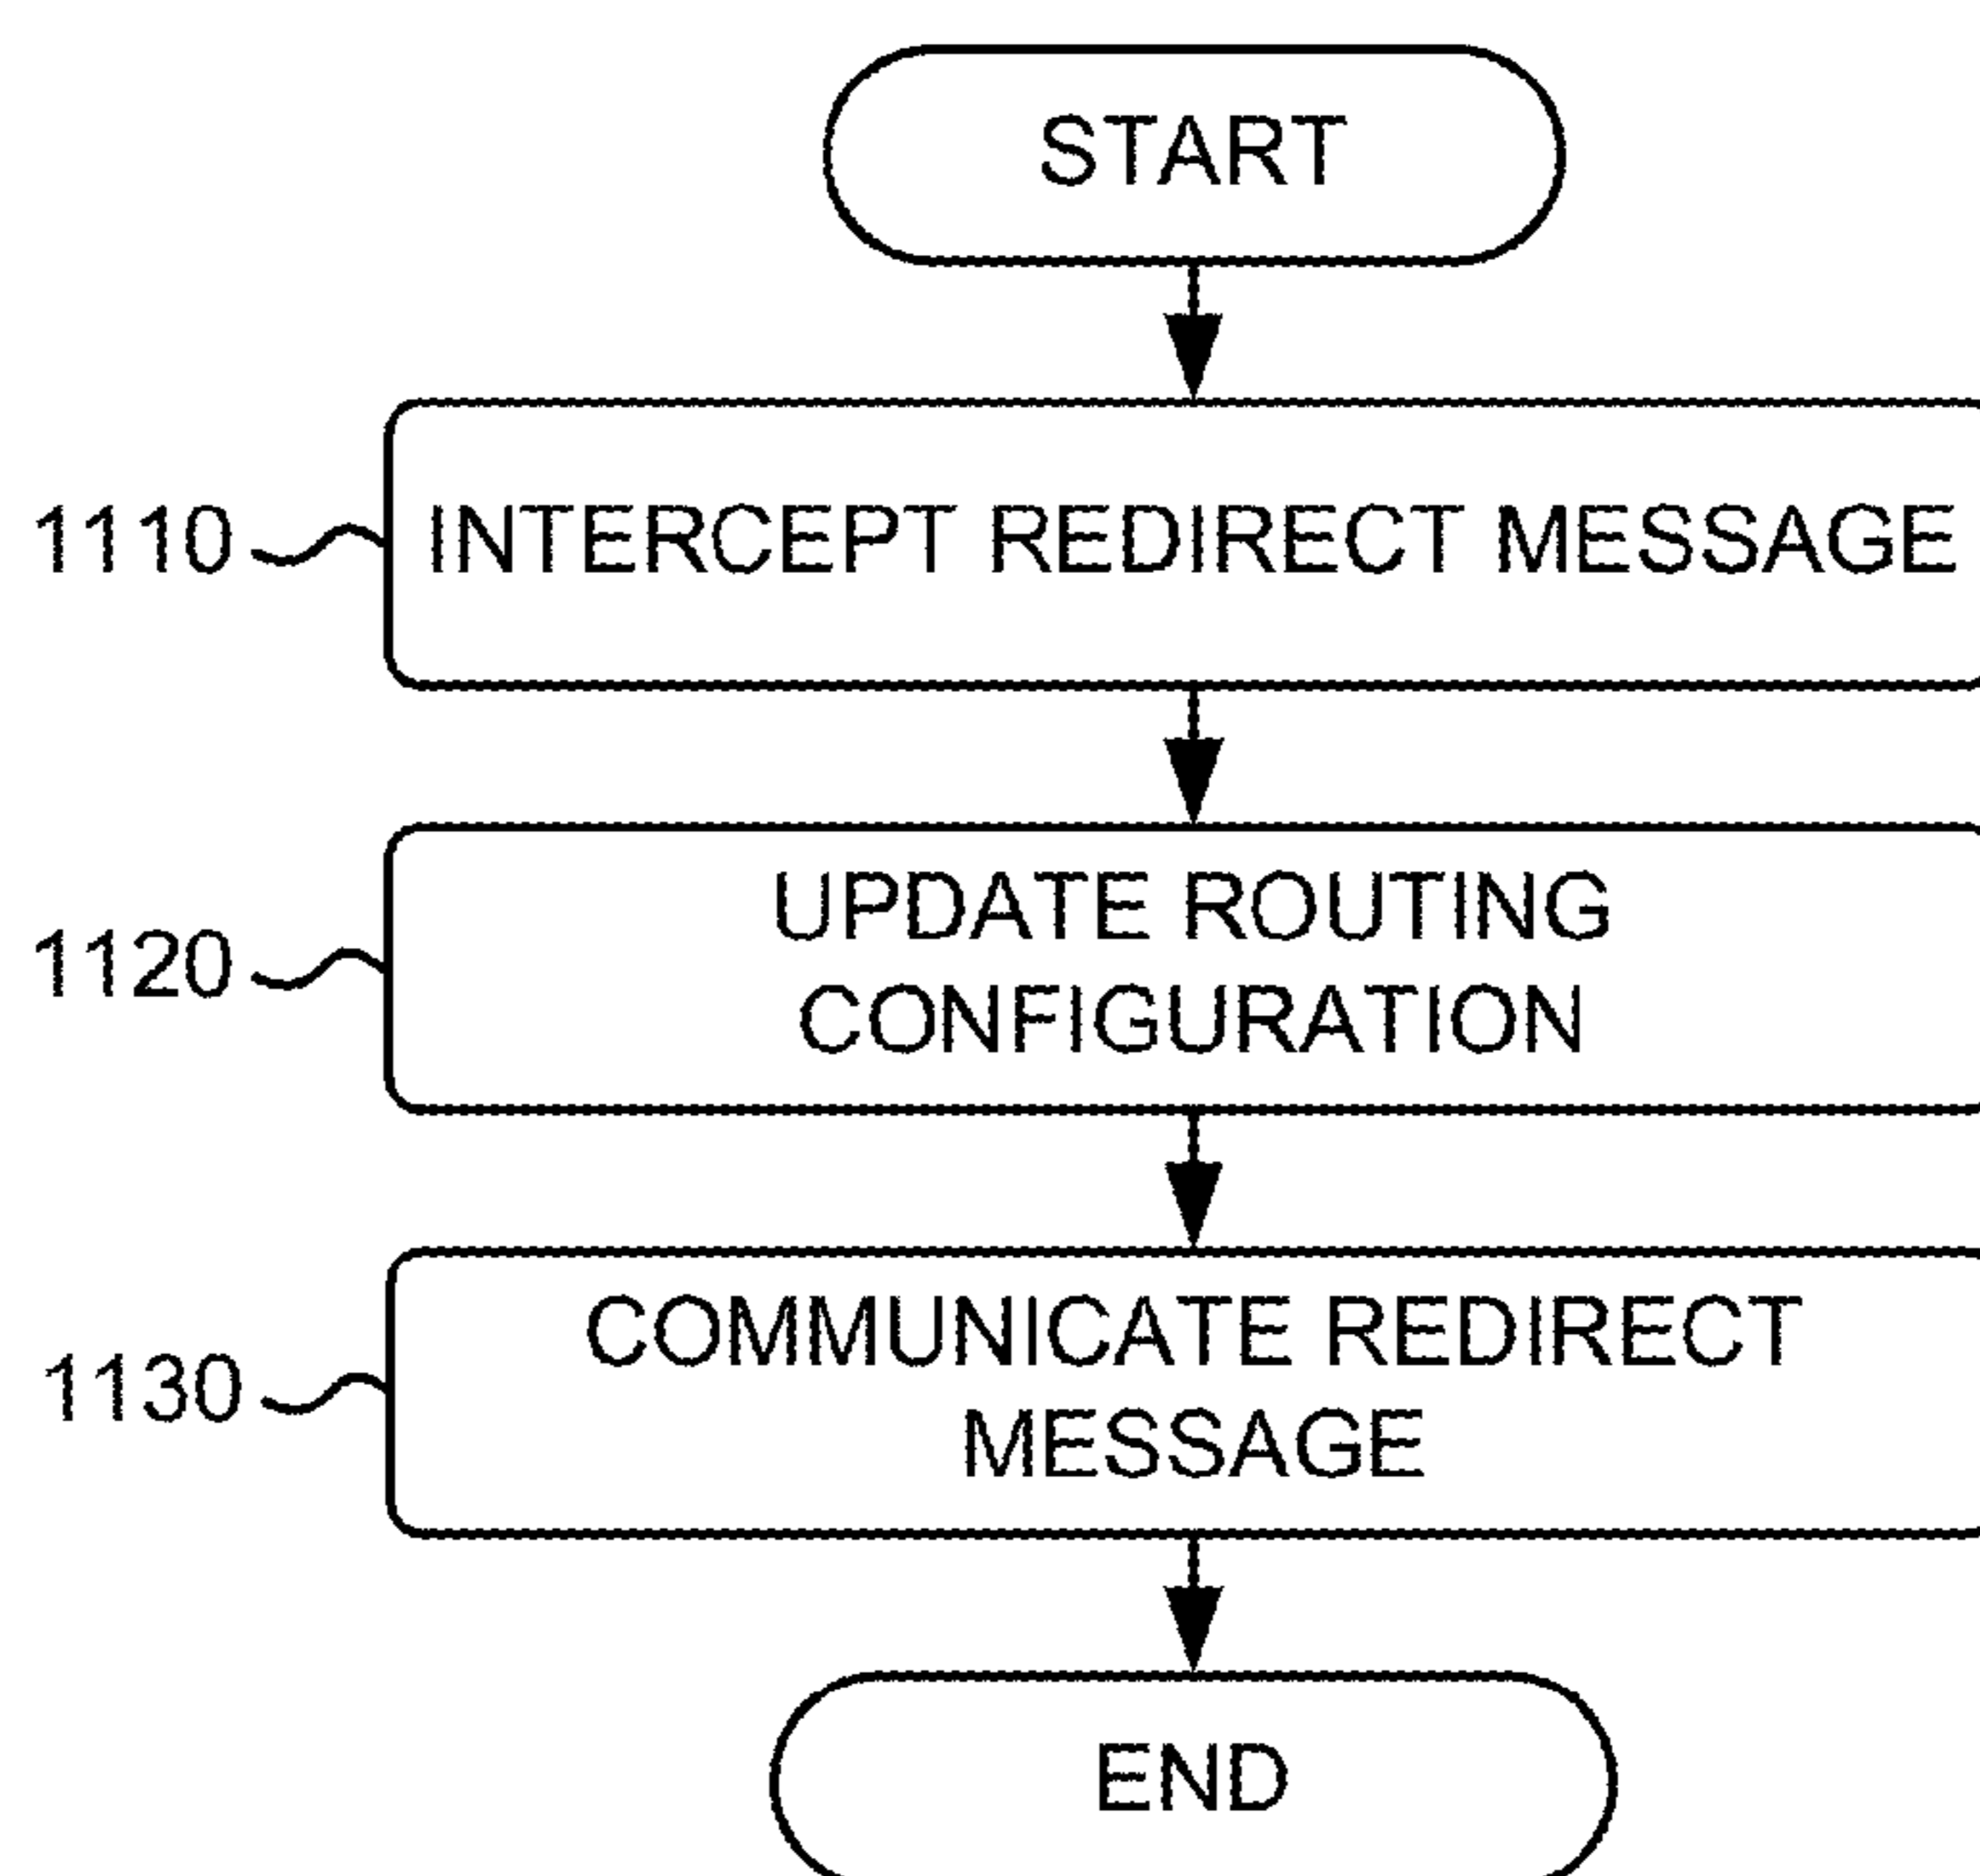 START
1110
INTERCEPT REDIRECT MESSAGE
1120
UPDATE ROUTING
CONFIGURATION
1130
COMMUNICATE REDIRECT
MESSAGE
END